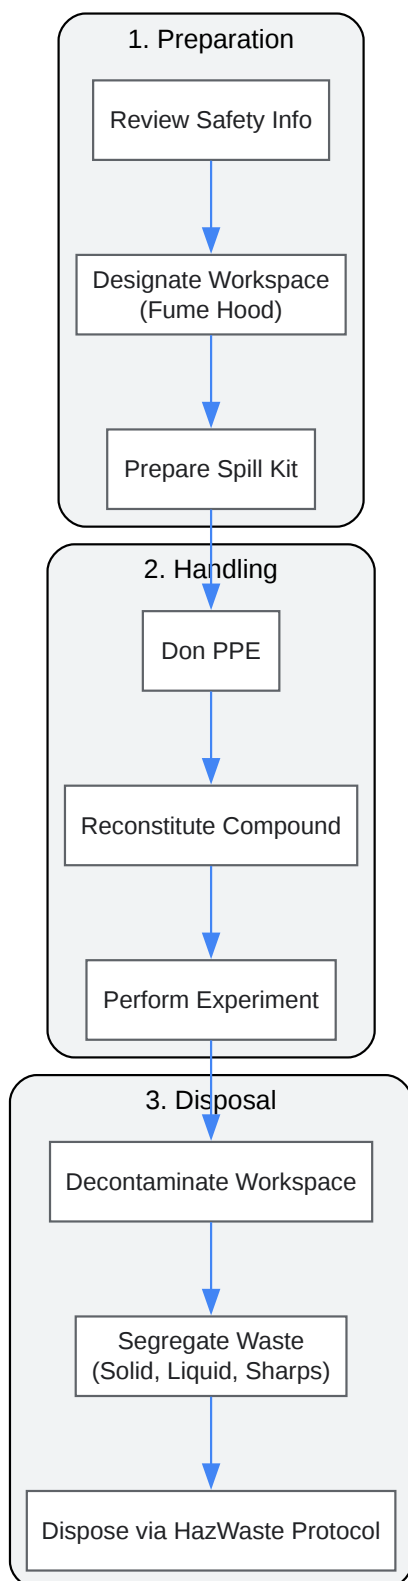 1. Preparation
Review Safety Info
Designate Workspace
(Fume Hood)
Prepare Spill Kit
2. Handling
Don PPE
Reconstitute Compound
Perform Experiment
3. Disposal
Decontaminate Workspace
Segregate Waste
(Solid, Liquid, Sharps)
Dispose via HazWaste Protocol